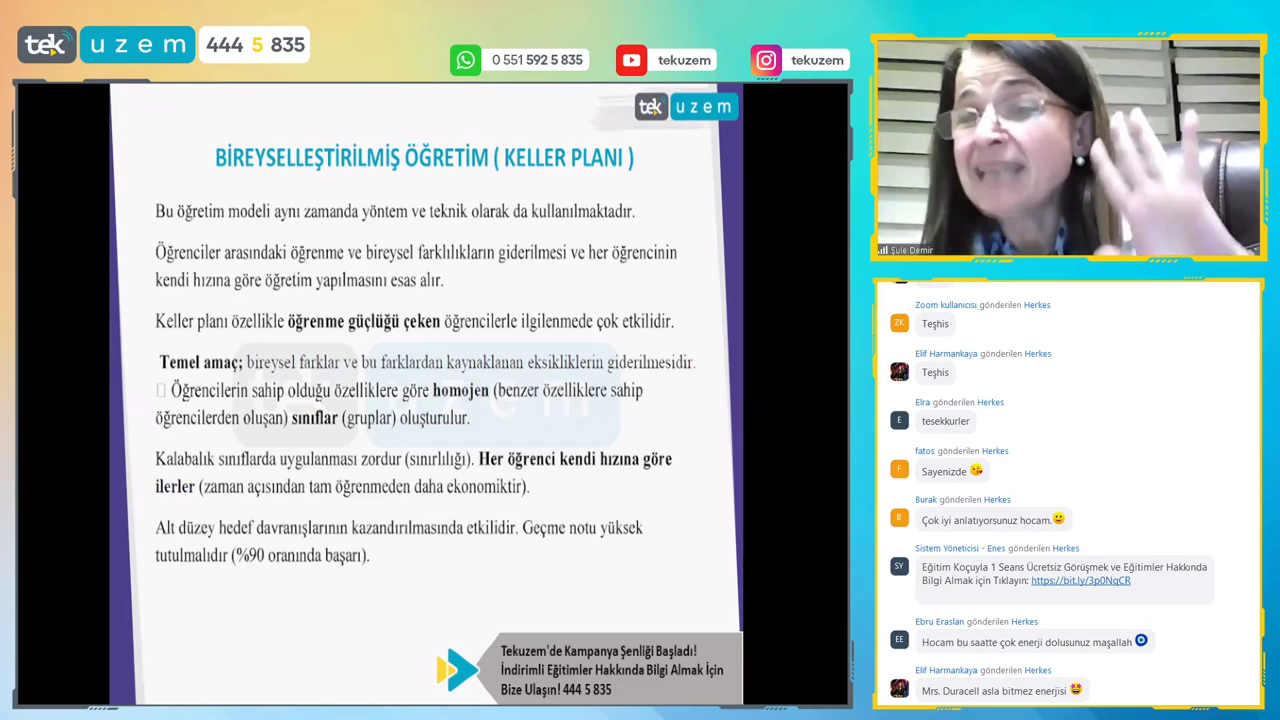 tek uzem 444 5 835
0 551 592 5 835
tekuzem
tekuzem
tek uzem
BİREYSELLEŞTİRİLMİŞ ÖĞRETİM ( KELLER PLANI )
Bu öğretim modeli aynı zamanda yöntem ve teknik olarak da kullanılmaktadır.
Öğrenciler arasındaki öğrenme ve bireysel farklılıkların giderilmesi ve her öğrencinin
kendi hızına göre öğretim yapılmasını esas alır.
Keller planı özellikle öğrenme güçlüğü çeken öğrencilerle ilgilenmede çok etkilidir.
Temel amaç; bireysel farklar ve bu farklardan kaynaklanan eksikliklerin giderilmesidir.
Öğrencilerin sahip olduğu özelliklere göre homojen (benzer özelliklere sahip
öğrencilerden oluşan) sınıflar (gruplar) oluşturulur.
Kalabalık sınıflarda uygulanması zordur (sınırlılığı). Her öğrenci kendi hızına göre
ilerler (zaman açısından tam öğrenmeden daha ekonomiktir).
Alt düzey hedef davranışlarının kazandırılmasında etkilidir. Geçme notu yüksek
tutulmalıdır (%90 oranında başarı).
Tekuzem'de Kampanya Şenliği Başladı!
İndirimli Eğitimler Hakkında Bilgi Almak İçin
Bize Ulaşın! 444 5 835
Şule Demir
Zoom kullanıcısı gönderilen Herkes
ZK
Teşhis
Elif Harmankaya gönderilen Herkes
Teşhis
Elra gönderilen Herkes
E
tesekkurler
fatos gönderilen Herkes
F
Sayenizde
Burak gönderilen Herkes
B
Çok iyi anlatıyorsunuz hocam.
Sistem Yöneticisi - Enes gönderilen Herkes
SY
Eğitim Koçuyla 1 Seans Ücretsiz Görüşmek ve Eğitimler Hakkında
Bilgi Almak için Tıklayın: https://bit.ly/3p0NqCR
Ebru Eraslan gönderilen Herkes
EE
Hocam bu saatte çok enerji dolusunuz maşallah
Elif Harmankaya gönderilen Herkes
Mrs. Duracell asla bitmez enerjisi